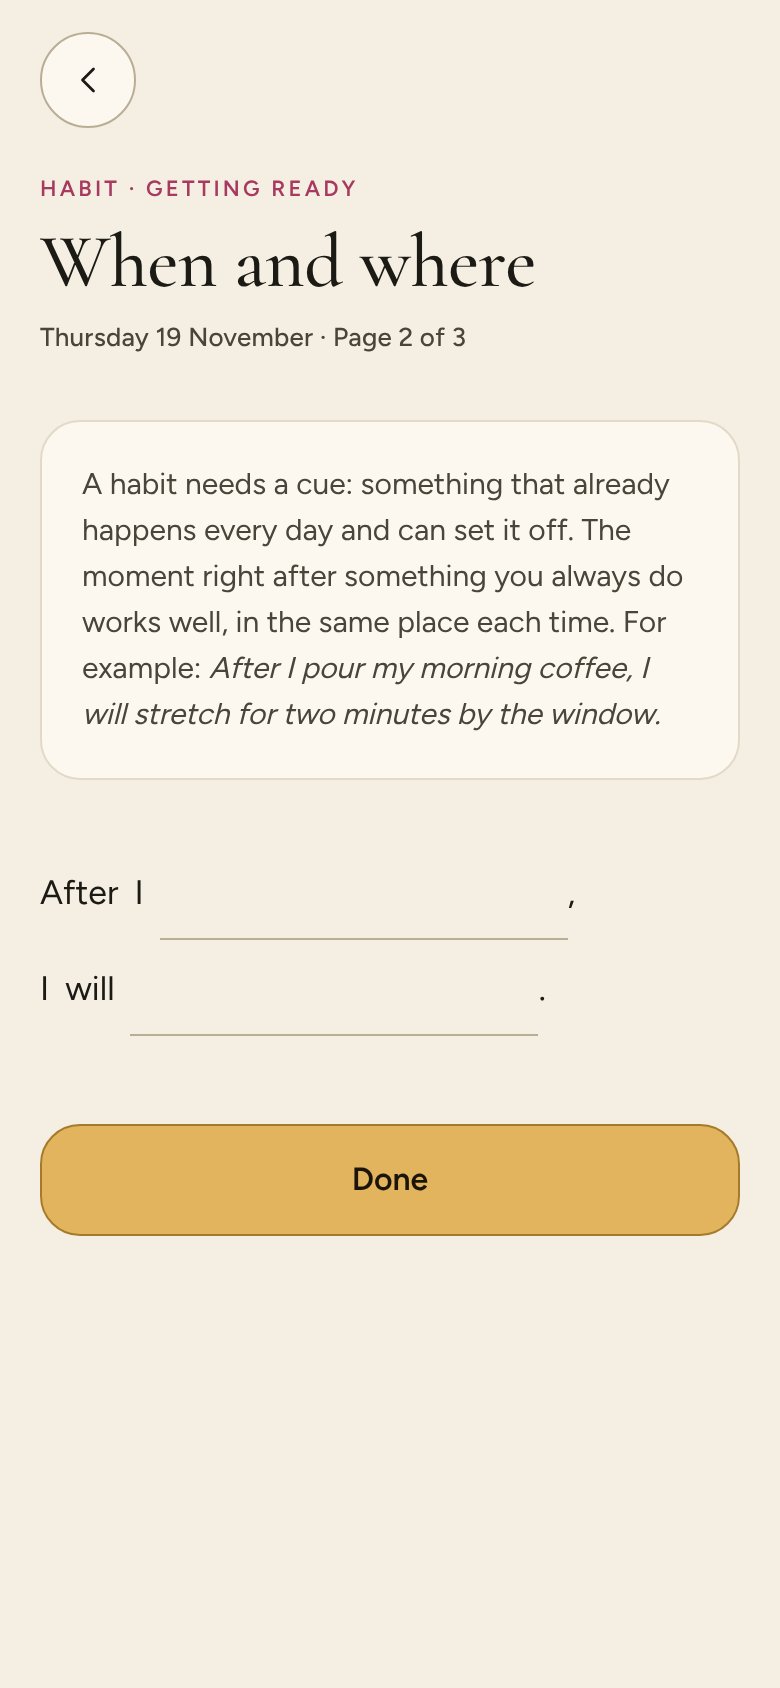 HABIT · GETTING READY
When and where
Thursday 19 November · Page 2 of 3
A habit needs a cue: something that already
happens every day and can set it off. The
moment right after something you always do
works well, in the same place each time. For
example: After I pour my morning coffee, I
will stretch for two minutes by the window.
After I ,
I will .
Done